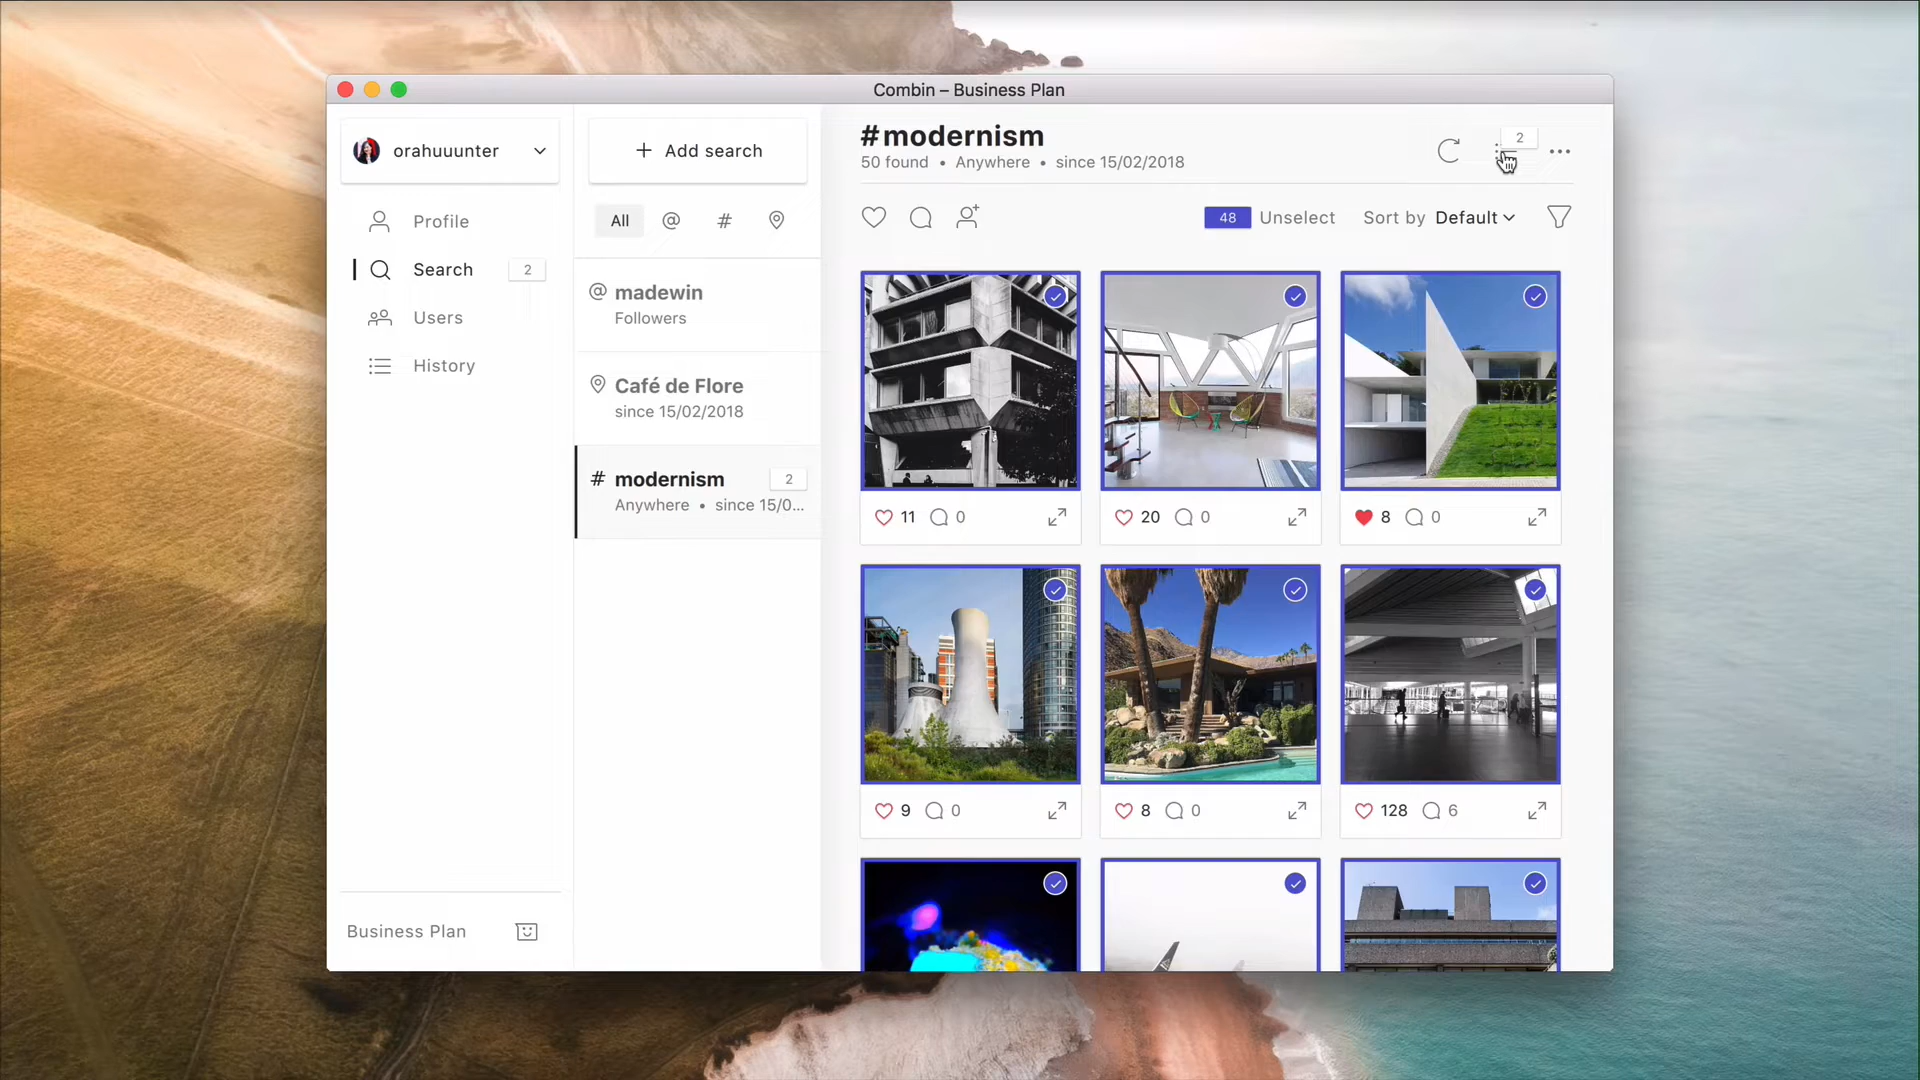 Combin – Business Plan
orahuuunter
Profile
Search 2
Users
History
Business Plan
+ Add search
All @ #
@ madewin
Followers
Café de Flore
since 15/02/2018
# modernism 2
Anywhere • since 15/0...
#modernism
50 found • Anywhere • since 15/02/2018
2
48 Unselect Sort by Default
11 0
20 0
8 0
9 0
8 0
128 6